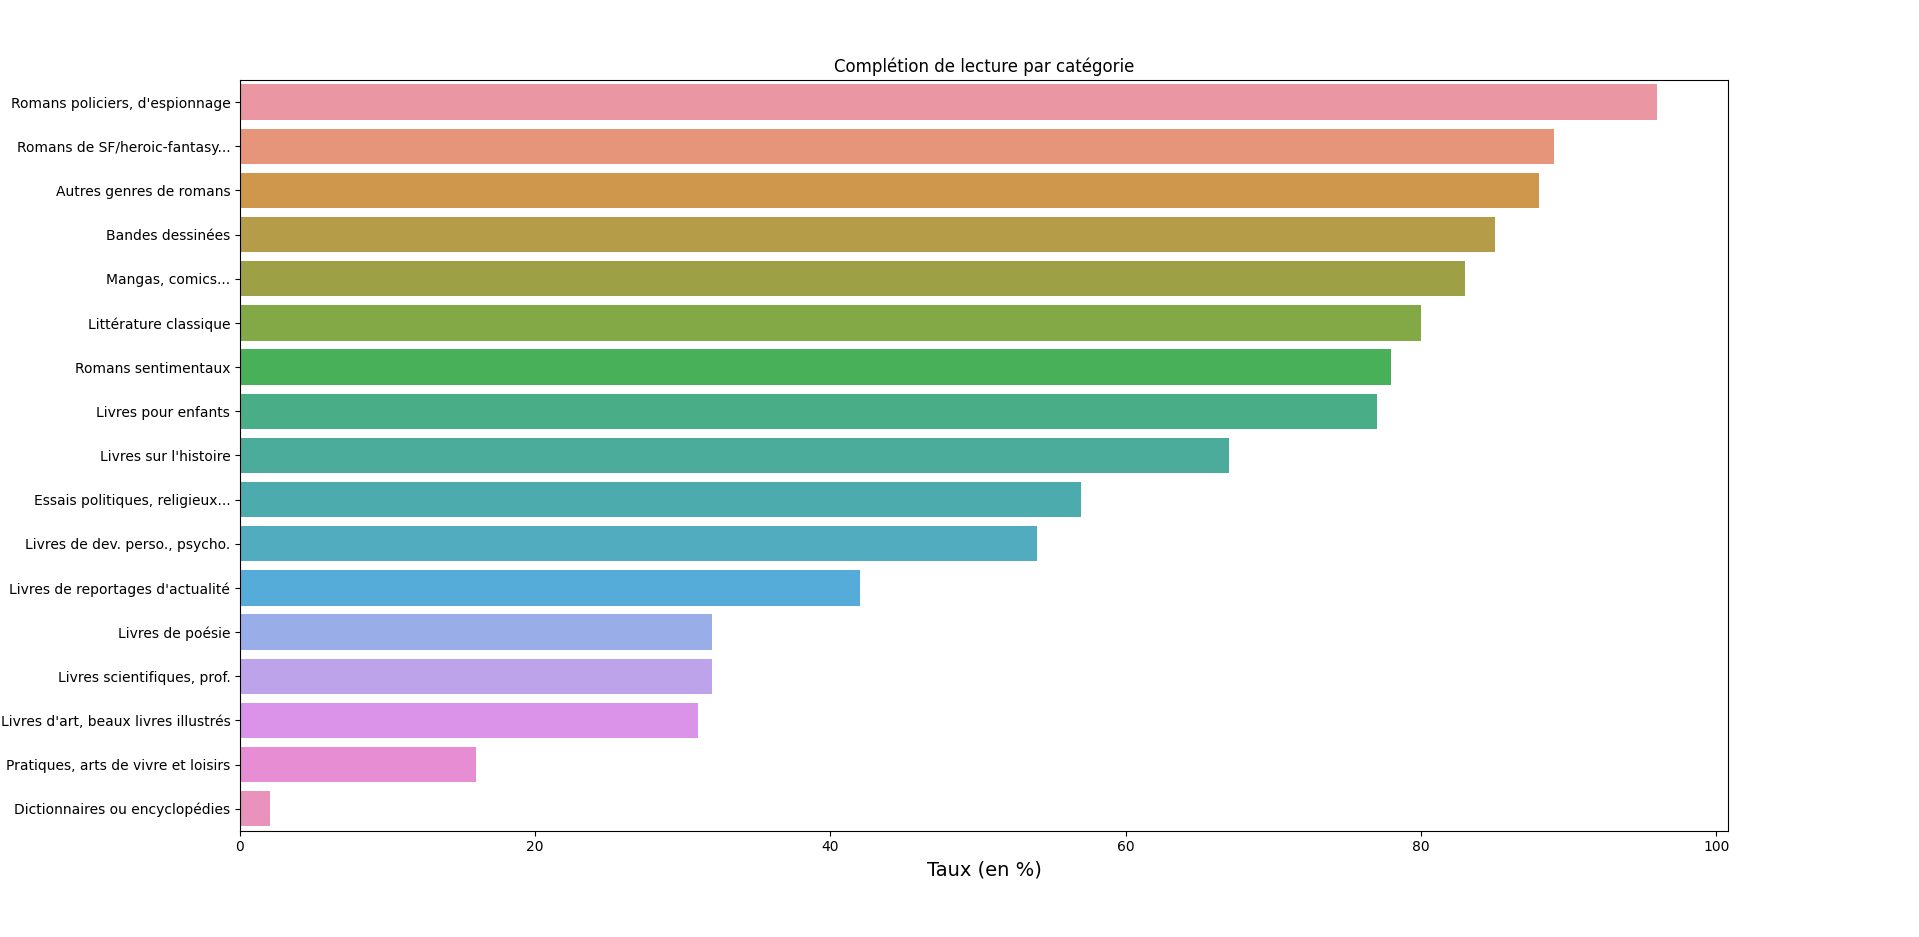 Complétion de lecture par catégorie
Romans policiers, d'espionnage
Romans de SF/heroic-fantasy...
Autres genres de romans
Bandes dessinées
Mangas, comics...
Littérature classique
Romans sentimentaux
Livres pour enfants
Livres sur l'histoire
Essais politiques, religieux...
Livres de dev. perso., psycho.
Livres de reportages d'actualité
Livres de poésie
Livres scientifiques, prof.
Livres d'art, beaux livres illustrés
Pratiques, arts de vivre et loisirs
Dictionnaires ou encyclopédies
0 20 40 60 80 100
Taux (en %)